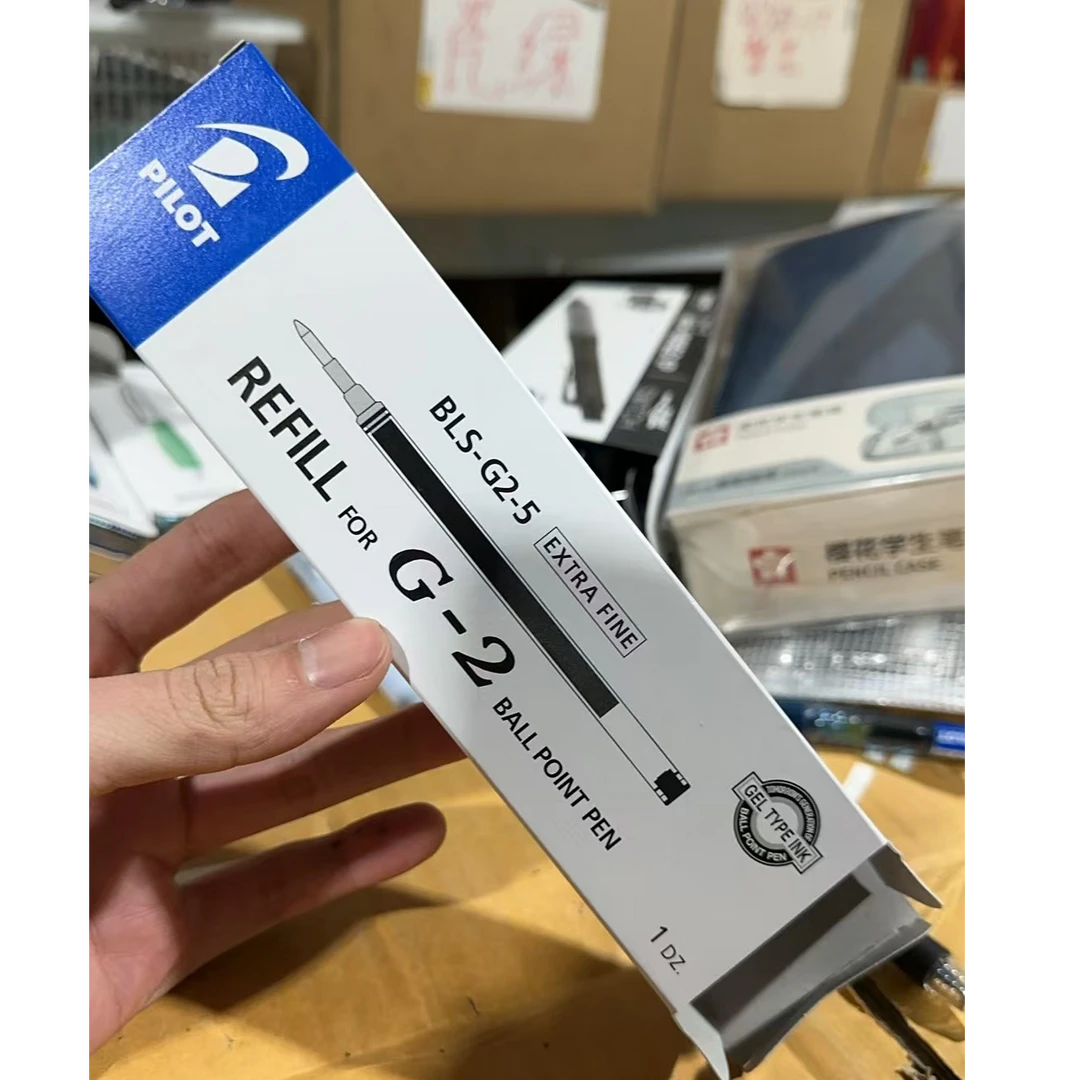 PILOT
REFILL FOR G-2 BALL POINT PEN
BLS-G2-5 EXTRA FINE
GEL TYPE INK
BALL POINT PEN
1 DZ.
樱花学生笔
PENCIL CASE